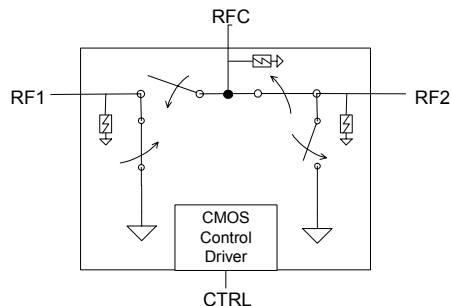 RFC
RF1
RF2
CMOS
Control
Driver
CTRL